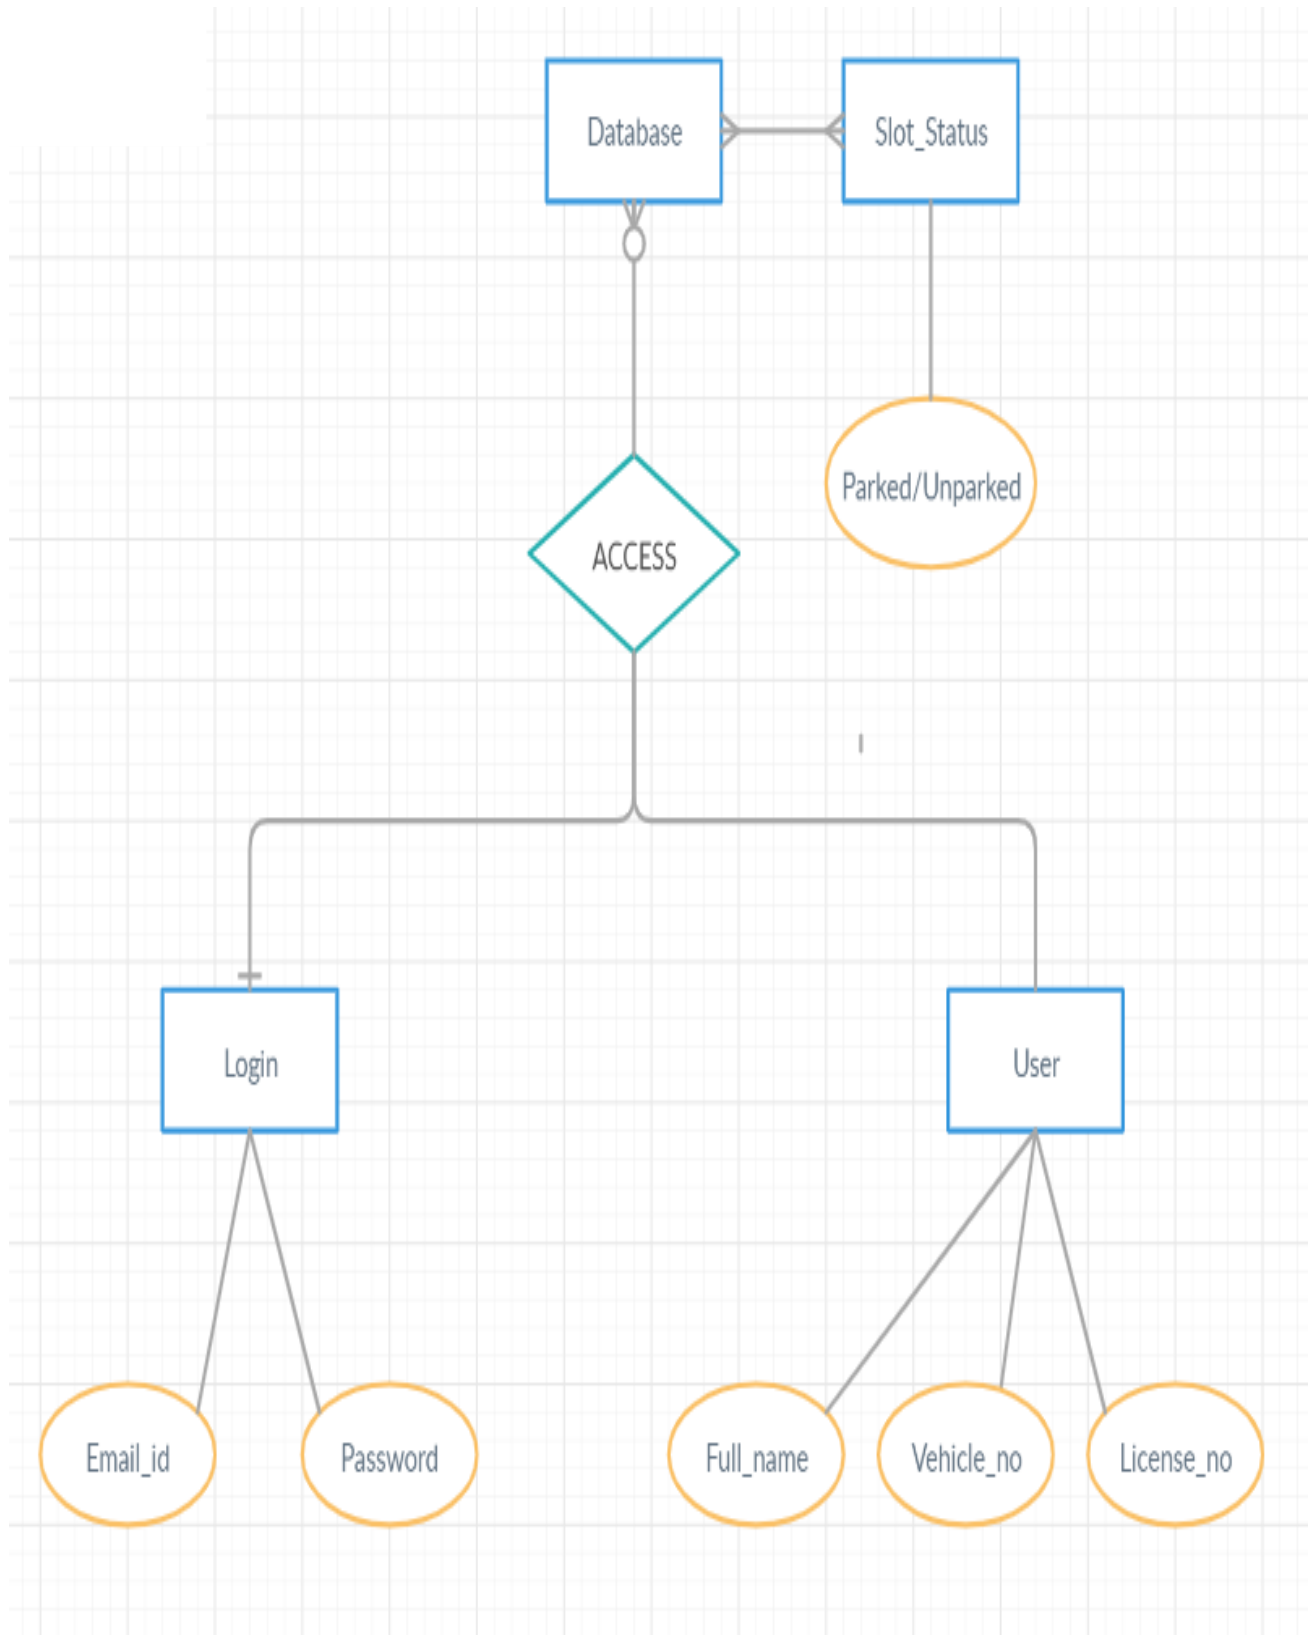 Database
Slot_Status
Parked/Unparked
ACCESS
Login
User
Email_id
Password
Full_name
Vehicle_no
License_no